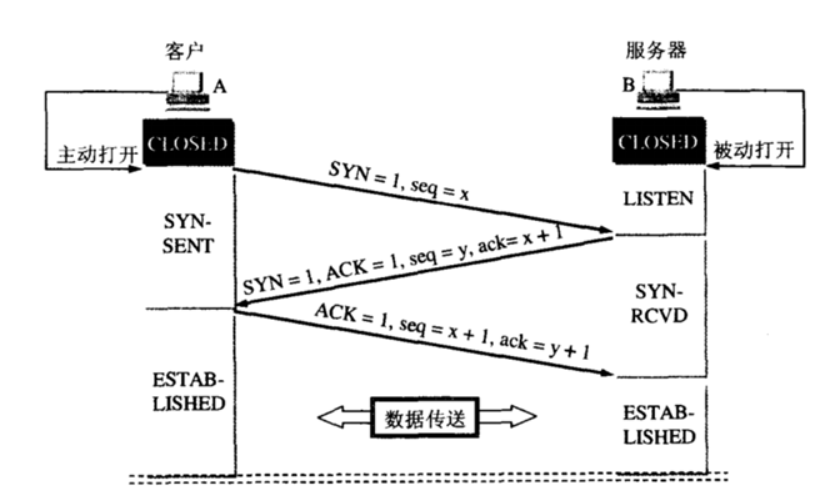 客户
服务器
A
B
CLOSED
CLOSED
主动打开
被动打开
SYN = 1, seq = x
LISTEN
SYN-
SENT
SYN = 1, ACK = 1, seq = y, ack= x + 1
SYN-
RCVD
ACK = 1, seq = x + 1, ack = y + 1
ESTAB-
LISHED
数据传送
ESTAB-
LISHED